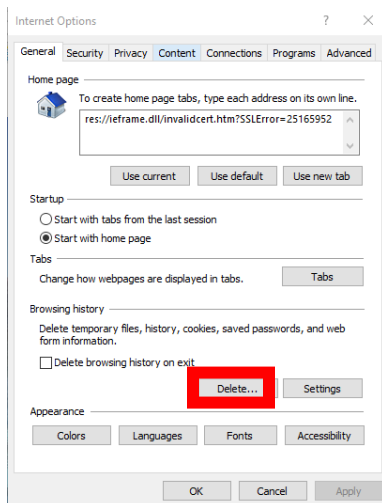 Internet Options ? ×
General Security Privacy Content Connections Programs Advanced
Home page
To create home page tabs, type each address on its own line.
res://ieframe.dll/invalidcert.htm?SSLError=25165952
Use current Use default Use new tab
Startup
Start with tabs from the last session
Start with home page
Tabs
Change how webpages are displayed in tabs. Tabs
Browsing history
Delete temporary files, history, cookies, saved passwords, and web
form information.
Delete browsing history on exit
Delete... Settings
Appearance
Colors Languages Fonts Accessibility
OK Cancel Apply